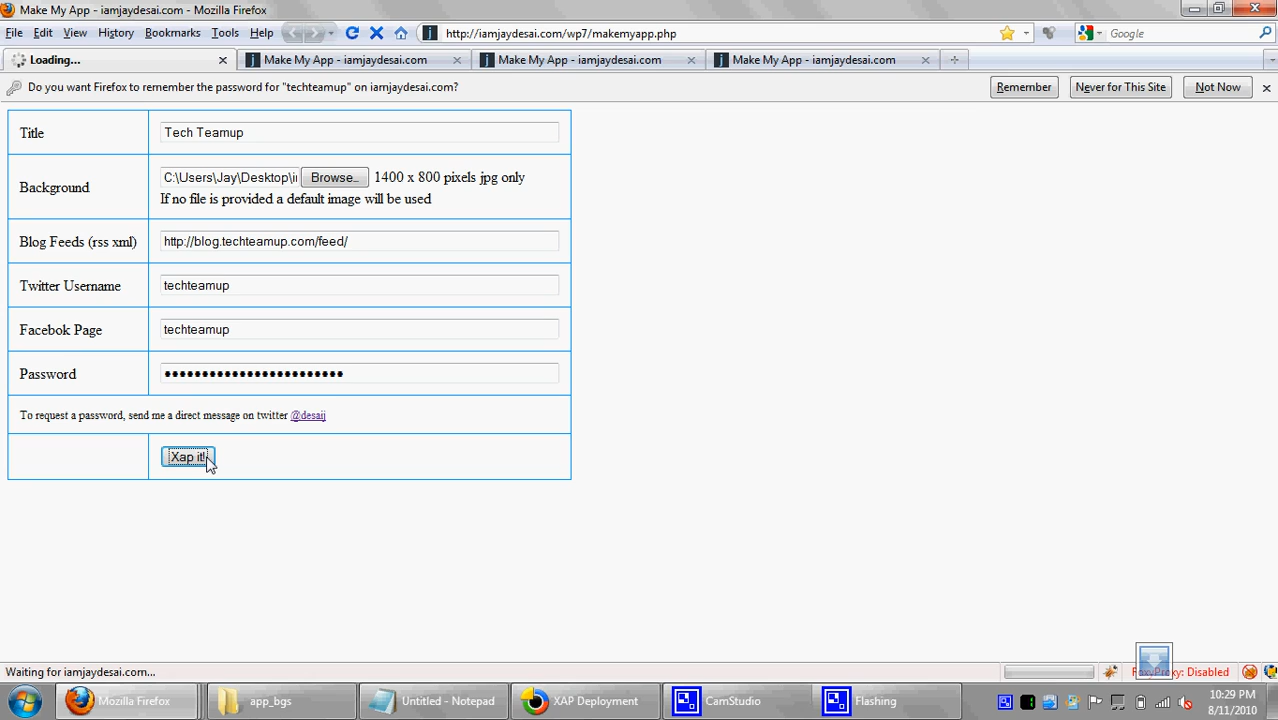 Make My App - iamjaydesai.com - Mozilla Firefox
File Edit View History Bookmarks Tools Help
http://iamjaydesai.com/wp7/makemyapp.php
Google
Loading...
Make My App - iamjaydesai.com
Make My App - iamjaydesai.com
Make My App - iamjaydesai.com
Do you want Firefox to remember the password for "techteamup" on iamjaydesai.com?
Remember
Never for This Site
Not Now
Title
Tech Teamup
Background
C:\Users\Jay\Desktop\i
Browse..
1400 x 800 pixels jpg only
If no file is provided a default image will be used
Blog Feeds (rss xml)
http://blog.techteamup.com/feed/
Twitter Username
techteamup
Facebok Page
techteamup
Password
••••••••••••••••••••••••
To request a password, send me a direct message on twitter @desaij
Xap it!
Waiting for iamjaydesai.com...
FoxyProxy: Disabled
Mozilla Firefox
app_bgs
Untitled - Notepad
XAP Deployment
CamStudio
Flashing
10:29 PM
8/11/2010